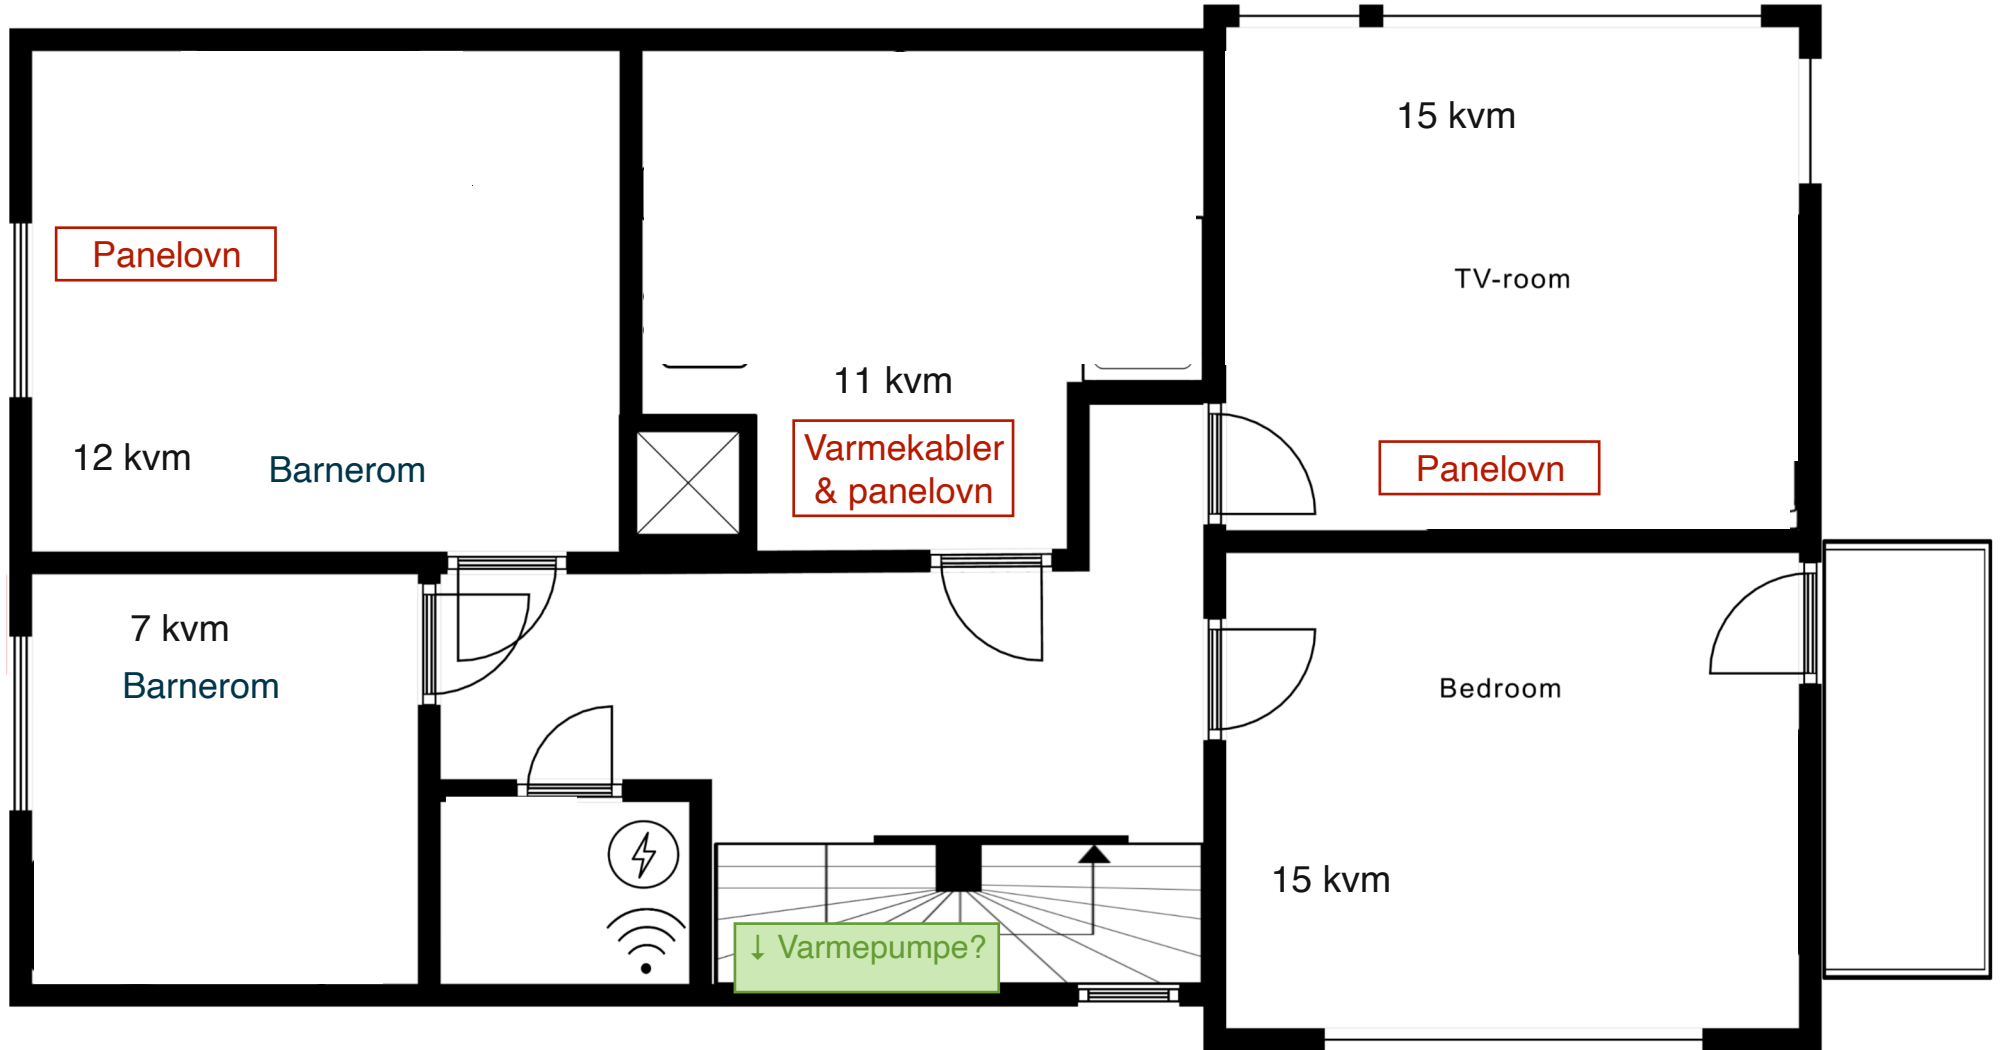 15 kvm
Panelovn
TV-room
11 kvm
Varmekabler
& panelovn
Panelovn
12 kvm
Barnerom
7 kvm
Barnerom
Bedroom
15 kvm
↓ Varmepumpe?